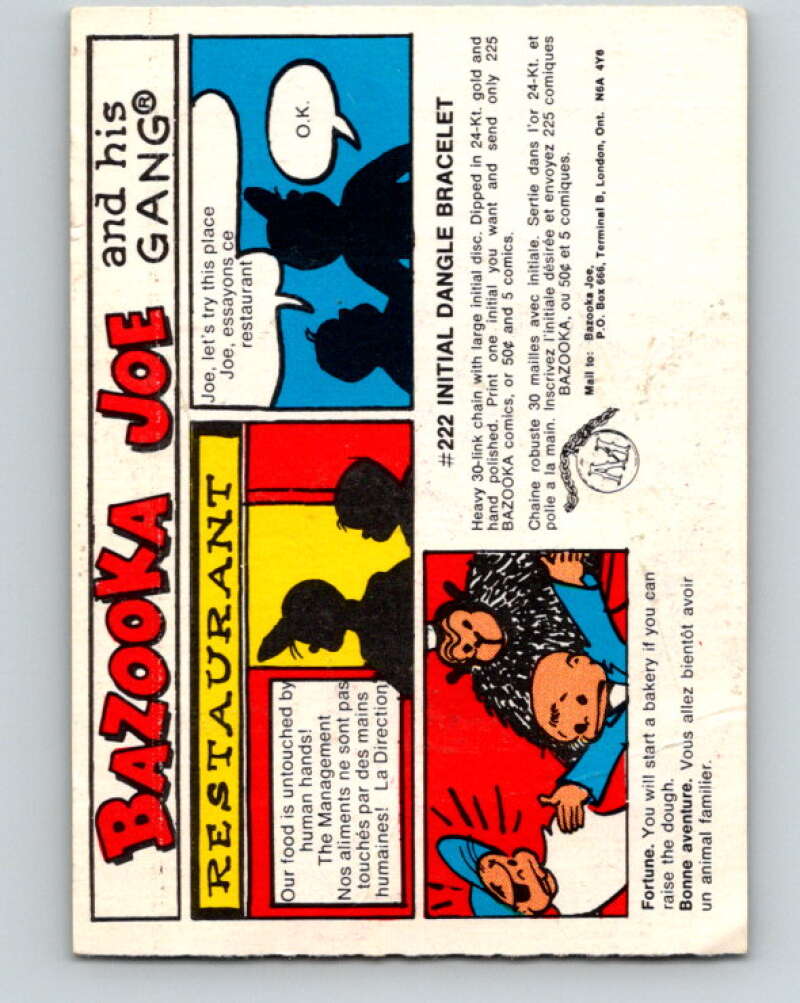 BAZOOKA JOE and his GANG®
Joe, let's try this place
Joe, essayons ce
restaurant
O.K.
RESTAURANT
Our food is untouched by
human hands!
The Management
Nos aliments ne sont pas
touchés par des mains
humaines! La Direction
#222 INITIAL DANGLE BRACELET
Heavy 30-link chain with large initial disc. Dipped in 24-Kt. gold and
hand polished. Print one initial you want and send only 225
BAZOOKA comics, or 50¢ and 5 comics.
Chaine robuste 30 mailles avec initiale. Sertie dans l'or 24-Kt. et
polie a la main. Inscrivez l'initiale désirée et envoyez 225 comiques
BAZOOKA, ou 50¢ et 5 comiques.
Mail to: Bazooka Joe,
P.O. Box 666, Terminal B, London, Ont. N6A 4Y6
M
Fortune. You will start a bakery if you can
raise the dough.
Bonne aventure. Vous allez bientôt avoir
un animal familier.